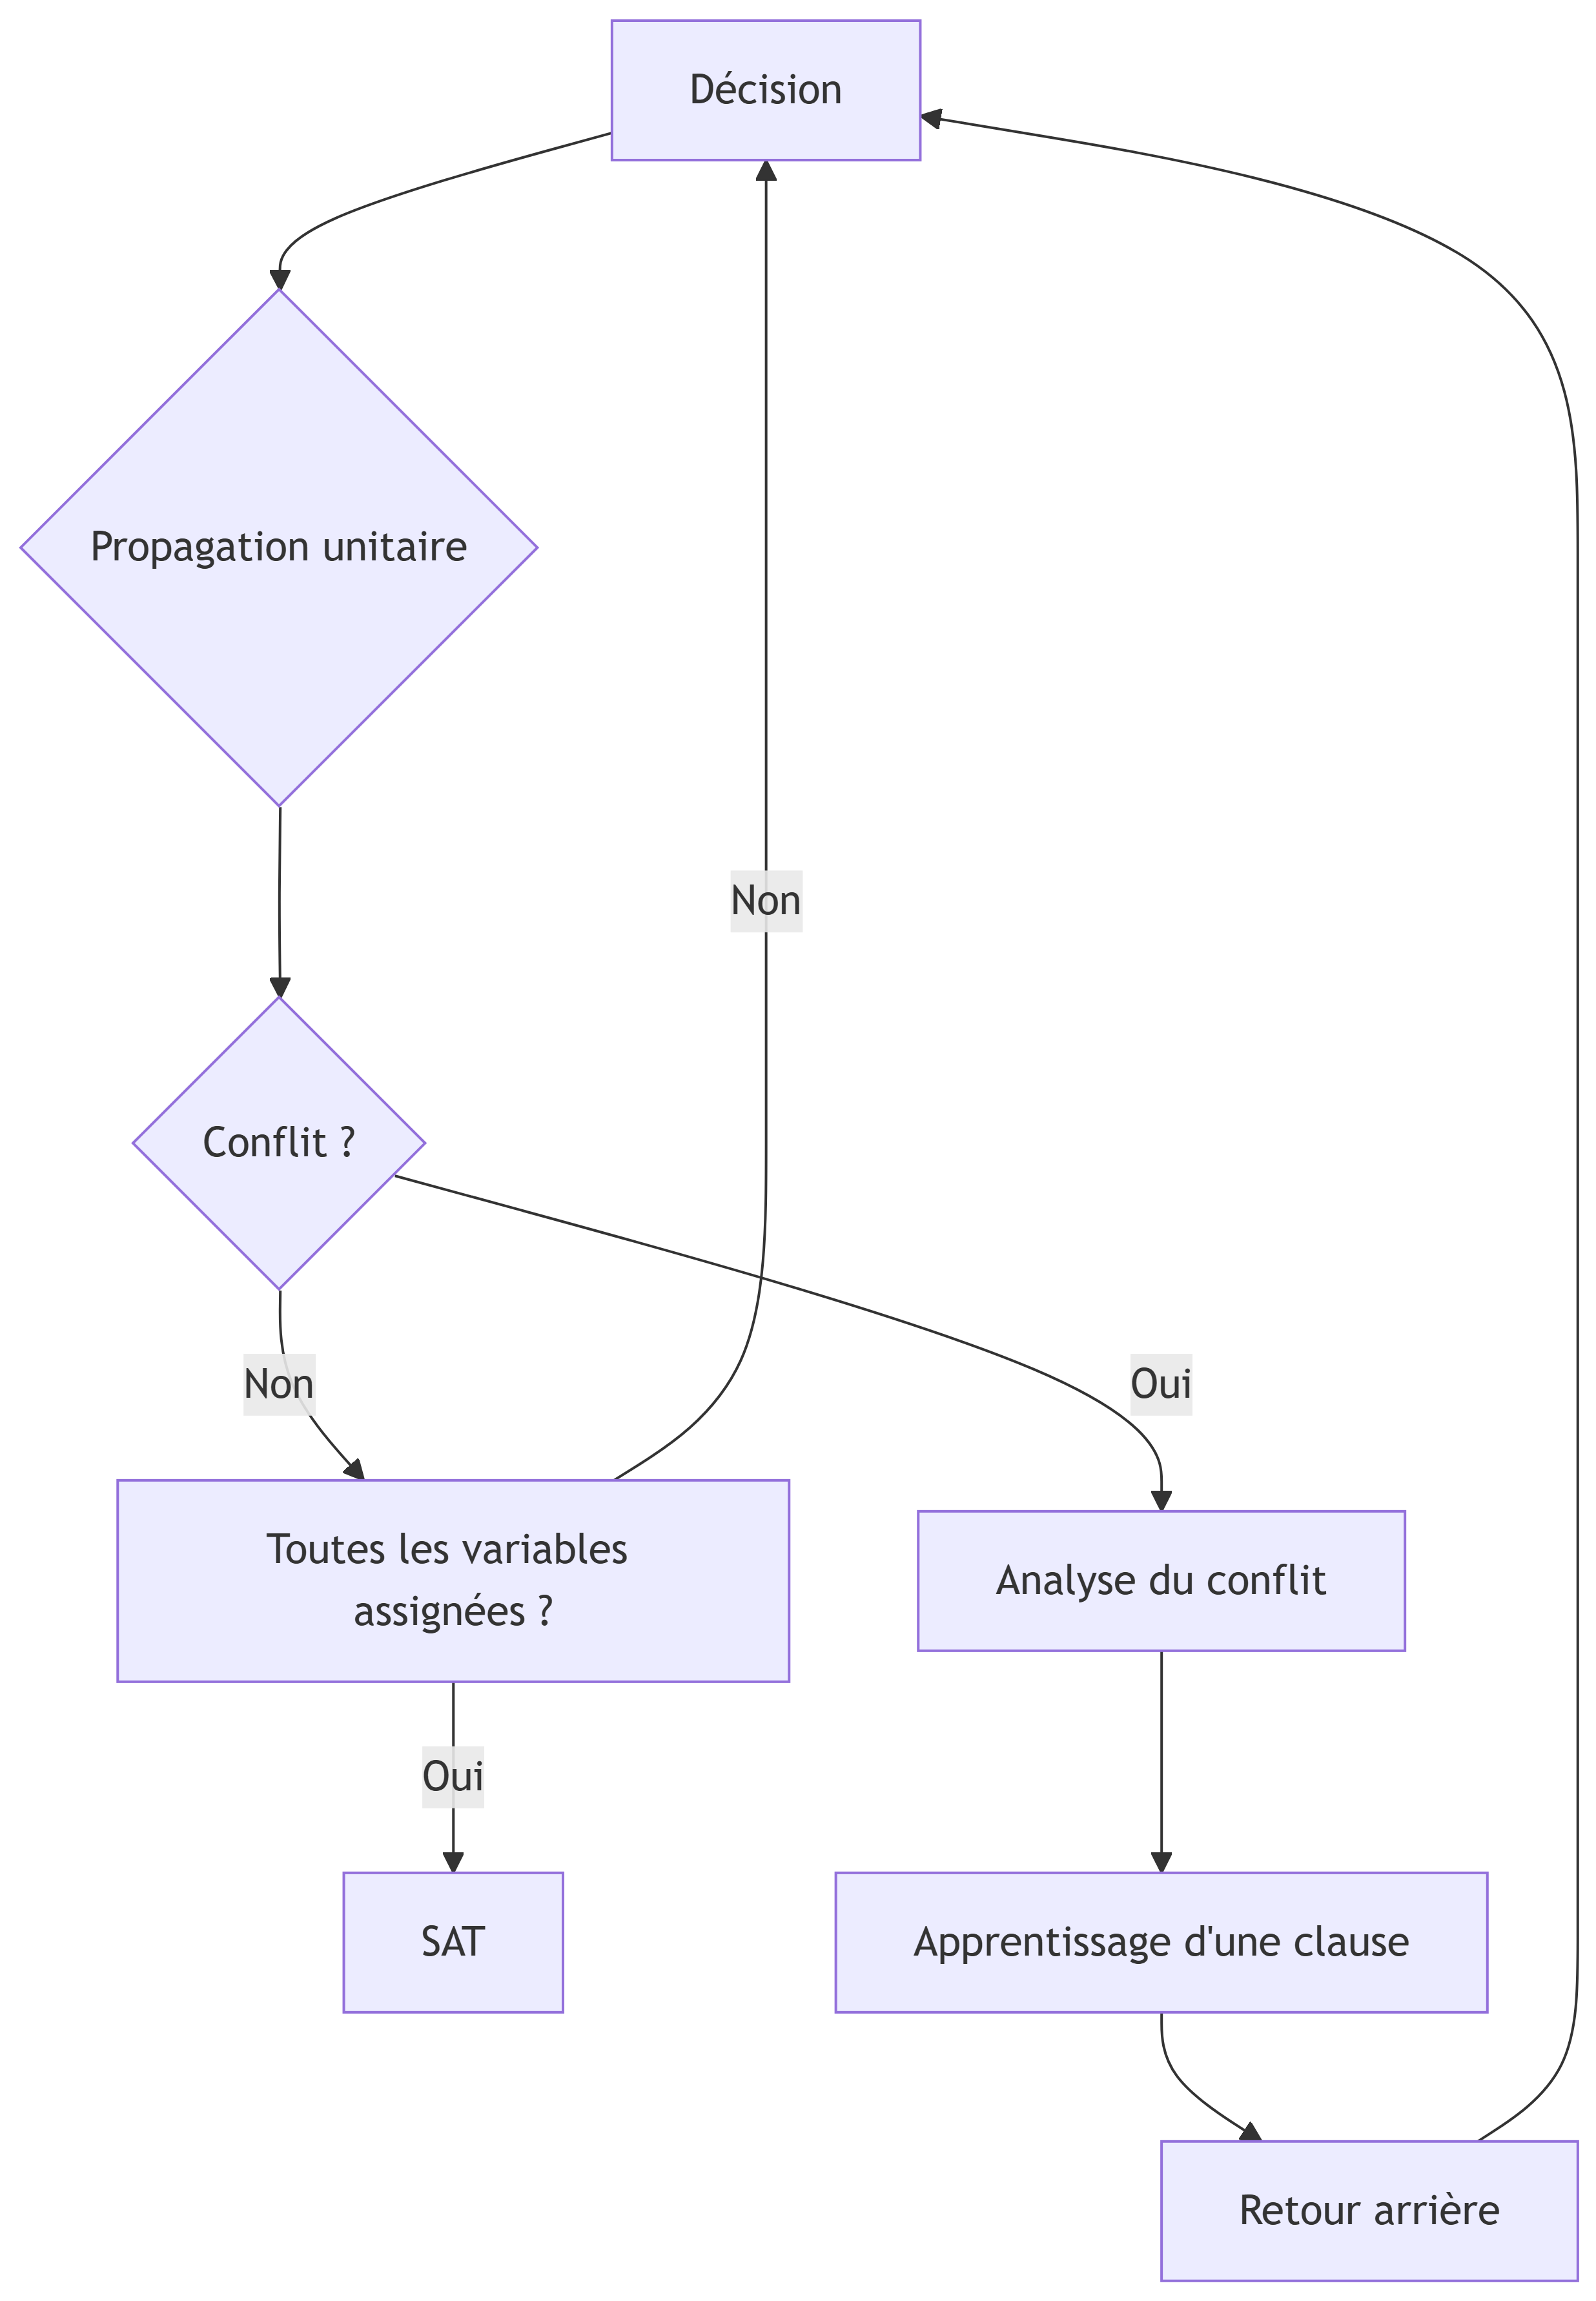 Décision
Propagation unitaire
Non
Conflit ?
Non
Oui
Toutes les variables
assignées ?
Analyse du conflit
Oui
SAT
Apprentissage d'une clause
Retour arrière